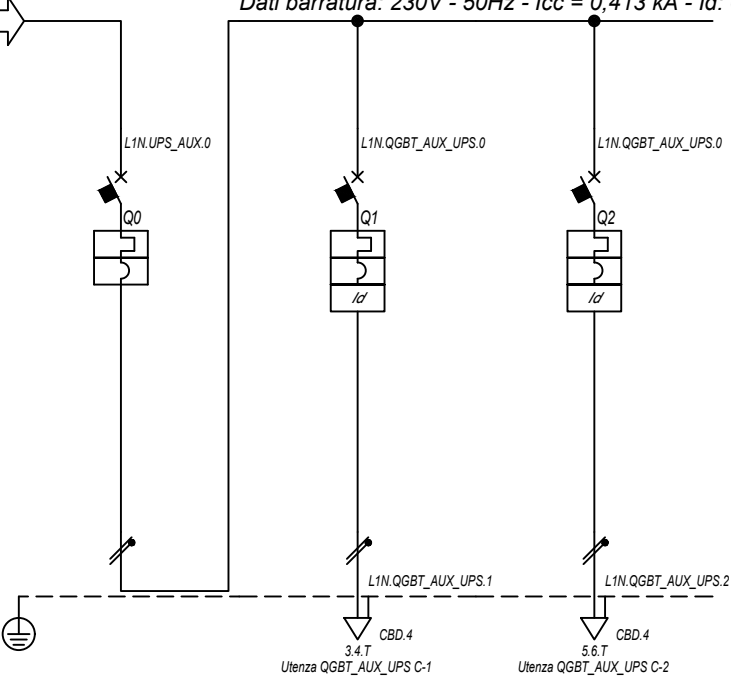 Dati barratura: 230V - 50Hz - Icc = 0,413 kA - Id:
L1N.UPS_AUX.0
L1N.QGBT_AUX_UPS.0
L1N.QGBT_AUX_UPS.0
Q0
Q1
Q2
Id
Id
L1N.QGBT_AUX_UPS.1
L1N.QGBT_AUX_UPS.2
CBD.4
CBD.4
3.4.T
5.6.T
Utenza QGBT_AUX_UPS C-1
Utenza QGBT_AUX_UPS C-2